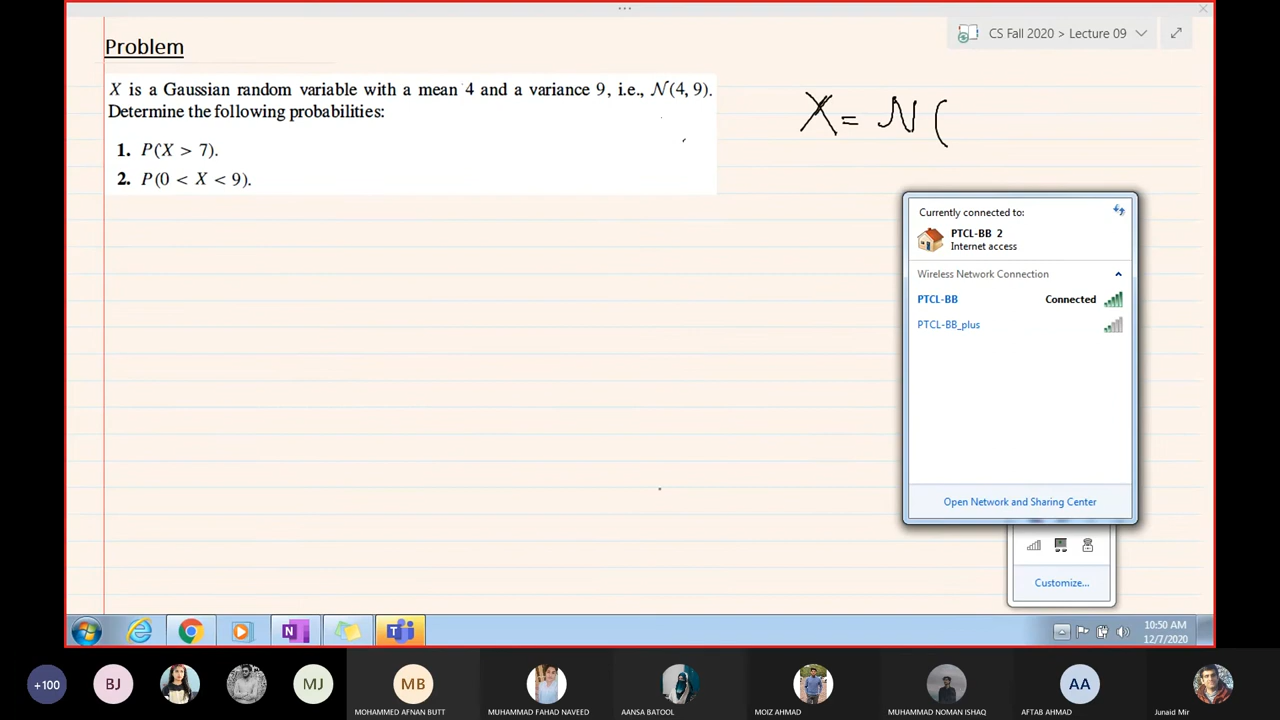 Problem
CS Fall 2020 > Lecture 09
X is a Gaussian random variable with a mean 4 and a variance 9, i.e., 𝒩(4, 9).
Determine the following probabilities:
1. P(X > 7).
2. P(0 < X < 9).
X = 𝒩 (
Currently connected to:
PTCL-BB 2
Internet access
Wireless Network Connection
PTCL-BB Connected
PTCL-BB_plus
Open Network and Sharing Center
Customize...
10:50 AM
12/7/2020
+100
BJ
MJ
MB
AA
MOHAMMED AFNAN BUTT
MUHAMMAD FAHAD NAVEED
AANSA BATOOL
MOIZ AHMAD
MUHAMMAD NOMAN ISHAQ
AFTAB AHMAD
Junaid Mir